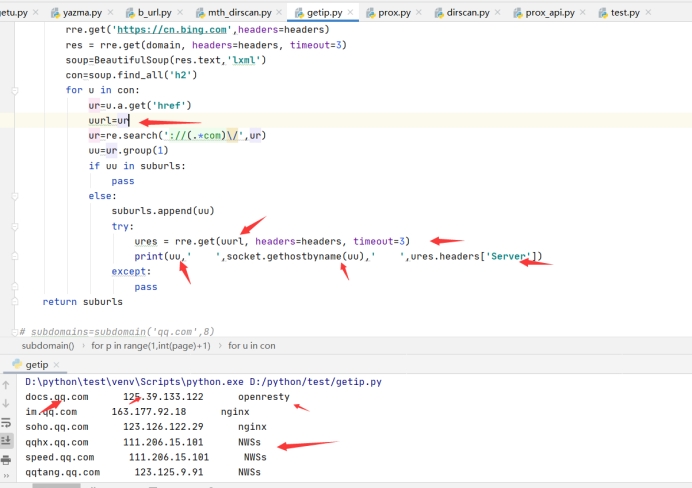 getu.py yazma.py b_url.py mth_dirscan.py getip.py prox.py dirscan.py prox_api.py test.py
rre.get('https://cn.bing.com',headers=headers)
res = rre.get(domain, headers=headers, timeout=3)
soup=BeautifulSoup(res.text,'lxml')
con=soup.find_all('h2')
for u in con:
ur=u.a.get('href')
uurl=ur
ur=re.search('://(.*com)\/',ur)
uu=ur.group(1)
if uu in suburls:
pass
else:
suburls.append(uu)
try:
ures = rre.get(uurl, headers=headers, timeout=3)
print(uu,'    ',socket.gethostbyname(uu),'    ',ures.headers['Server'])
except:
pass
return suburls
# subdomains=subdomain('qq.com',8)
subdomain() › for p in range(1,int(page)+1) › for u in con
getip ×
D:\python\test\venv\Scripts\python.exe D:/python/test/getip.py
docs.qq.com 125.39.133.122 openresty
im.qq.com 163.177.92.18 nginx
soho.qq.com 123.126.122.29 nginx
qqhx.qq.com 111.206.15.101 NWSs
speed.qq.com 111.206.15.101 NWSs
qqtang.qq.com 123.125.9.91 NWSs